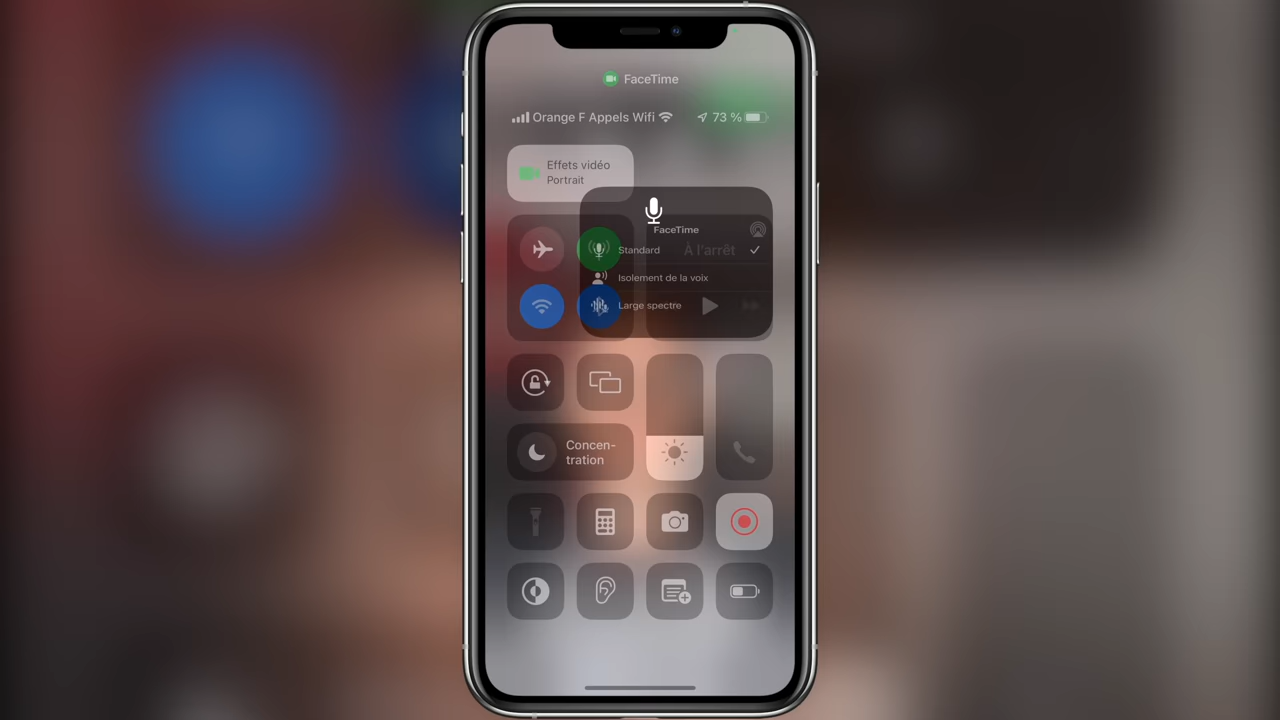 FaceTime
Orange F Appels Wifi
73 %
Effets vidéo
Portrait
FaceTime
Standard
À l'arrêt
Isolement de la voix
Large spectre
Concen-
tration